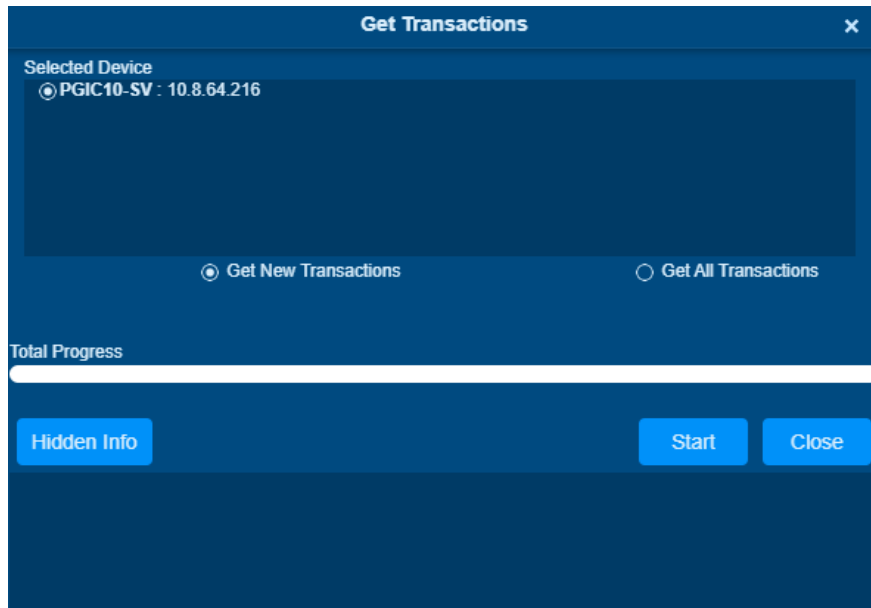 Get Transactions ×
Selected Device
PGIC10-SV : 10.8.64.216
Get New Transactions Get All Transactions
Total Progress
Hidden Info Start Close